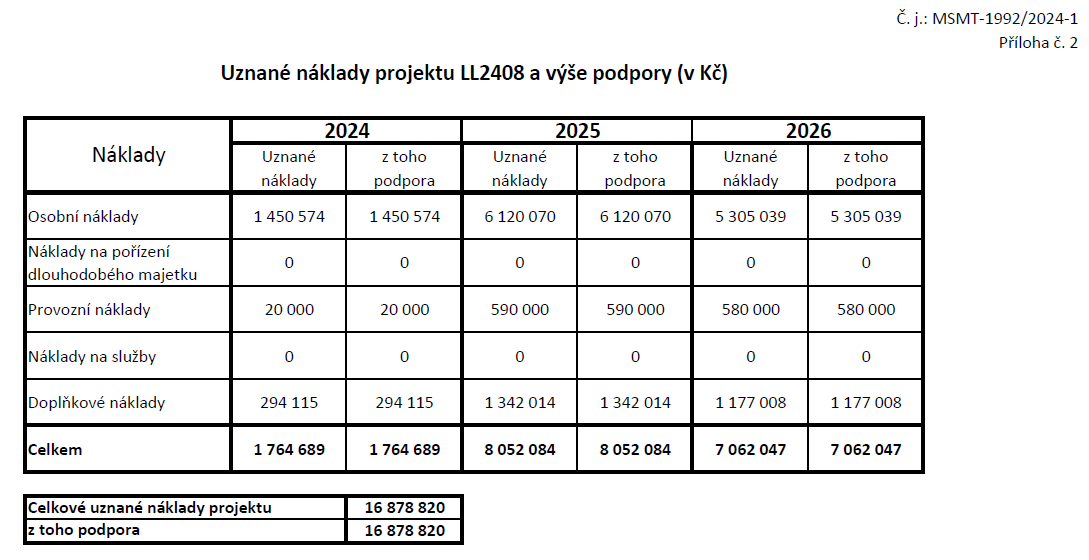 Č. j.: MSMT-1992/2024-1
Příloha č. 2
Uznané náklady projektu LL2408 a výše podpory (v Kč)
Náklady 2024 2025 2026
Uznané náklady z toho podpora Uznané náklady z toho podpora Uznané náklady z toho podpora
Osobní náklady 1 450 574 1 450 574 6 120 070 6 120 070 5 305 039 5 305 039
Náklady na pořízení
dlouhodobého majetku 0 0 0 0 0 0
Provozní náklady 20 000 20 000 590 000 590 000 580 000 580 000
Náklady na služby 0 0 0 0 0 0
Doplňkové náklady 294 115 294 115 1 342 014 1 342 014 1 177 008 1 177 008
Celkem 1 764 689 1 764 689 8 052 084 8 052 084 7 062 047 7 062 047
Celkové uznané náklady projektu 16 878 820
z toho podpora 16 878 820